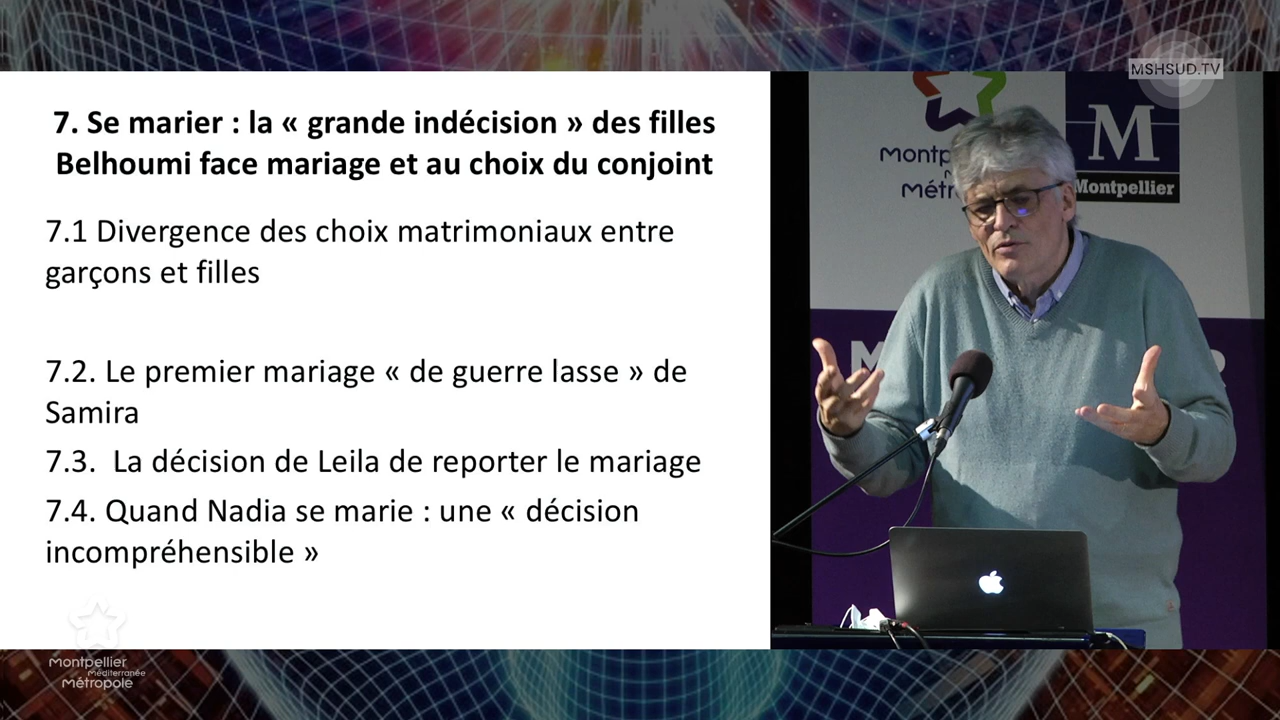 MSHSUD.TV
7. Se marier : la « grande indécision » des filles
Belhoumi face mariage et au choix du conjoint
7.1 Divergence des choix matrimoniaux entre
garçons et filles
7.2. Le premier mariage « de guerre lasse » de
Samira
7.3. La décision de Leila de reporter le mariage
7.4. Quand Nadia se marie : une « décision
incompréhensible »
M
Montpellier
Montpellier
Méditerranée
Métropole